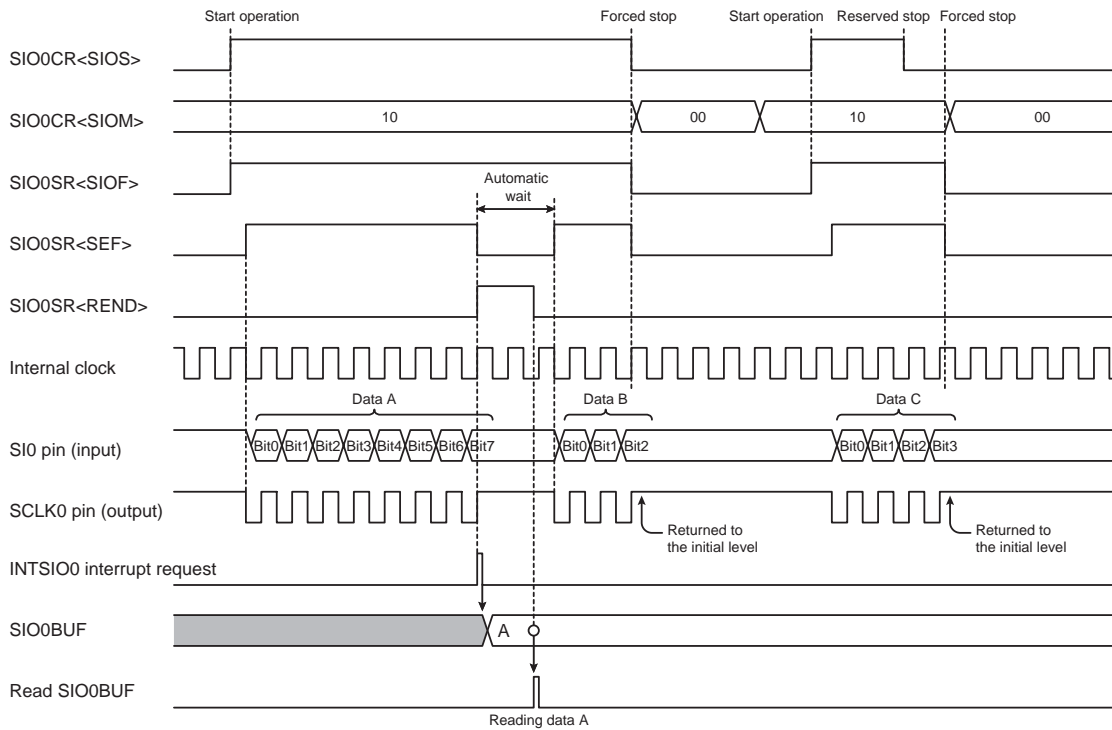 Start operation Forced stop Start operation Reserved stop Forced stop
SIO0CR<SIOS>
SIO0CR<SIOM> 10 00 10 00
SIO0SR<SIOF>
Automatic
wait
SIO0SR<SEF>
SIO0SR<REND>
Internal clock
Data A Data B Data C
SI0 pin (input) Bit0 Bit1 Bit2 Bit3 Bit4 Bit5 Bit6 Bit7 Bit0 Bit1 Bit2 Bit0 Bit1 Bit2 Bit3
SCLK0 pin (output)
Returned to
the initial level
Returned to
the initial level
INTSIO0 interrupt request
SIO0BUF A
Read SIO0BUF
Reading data A